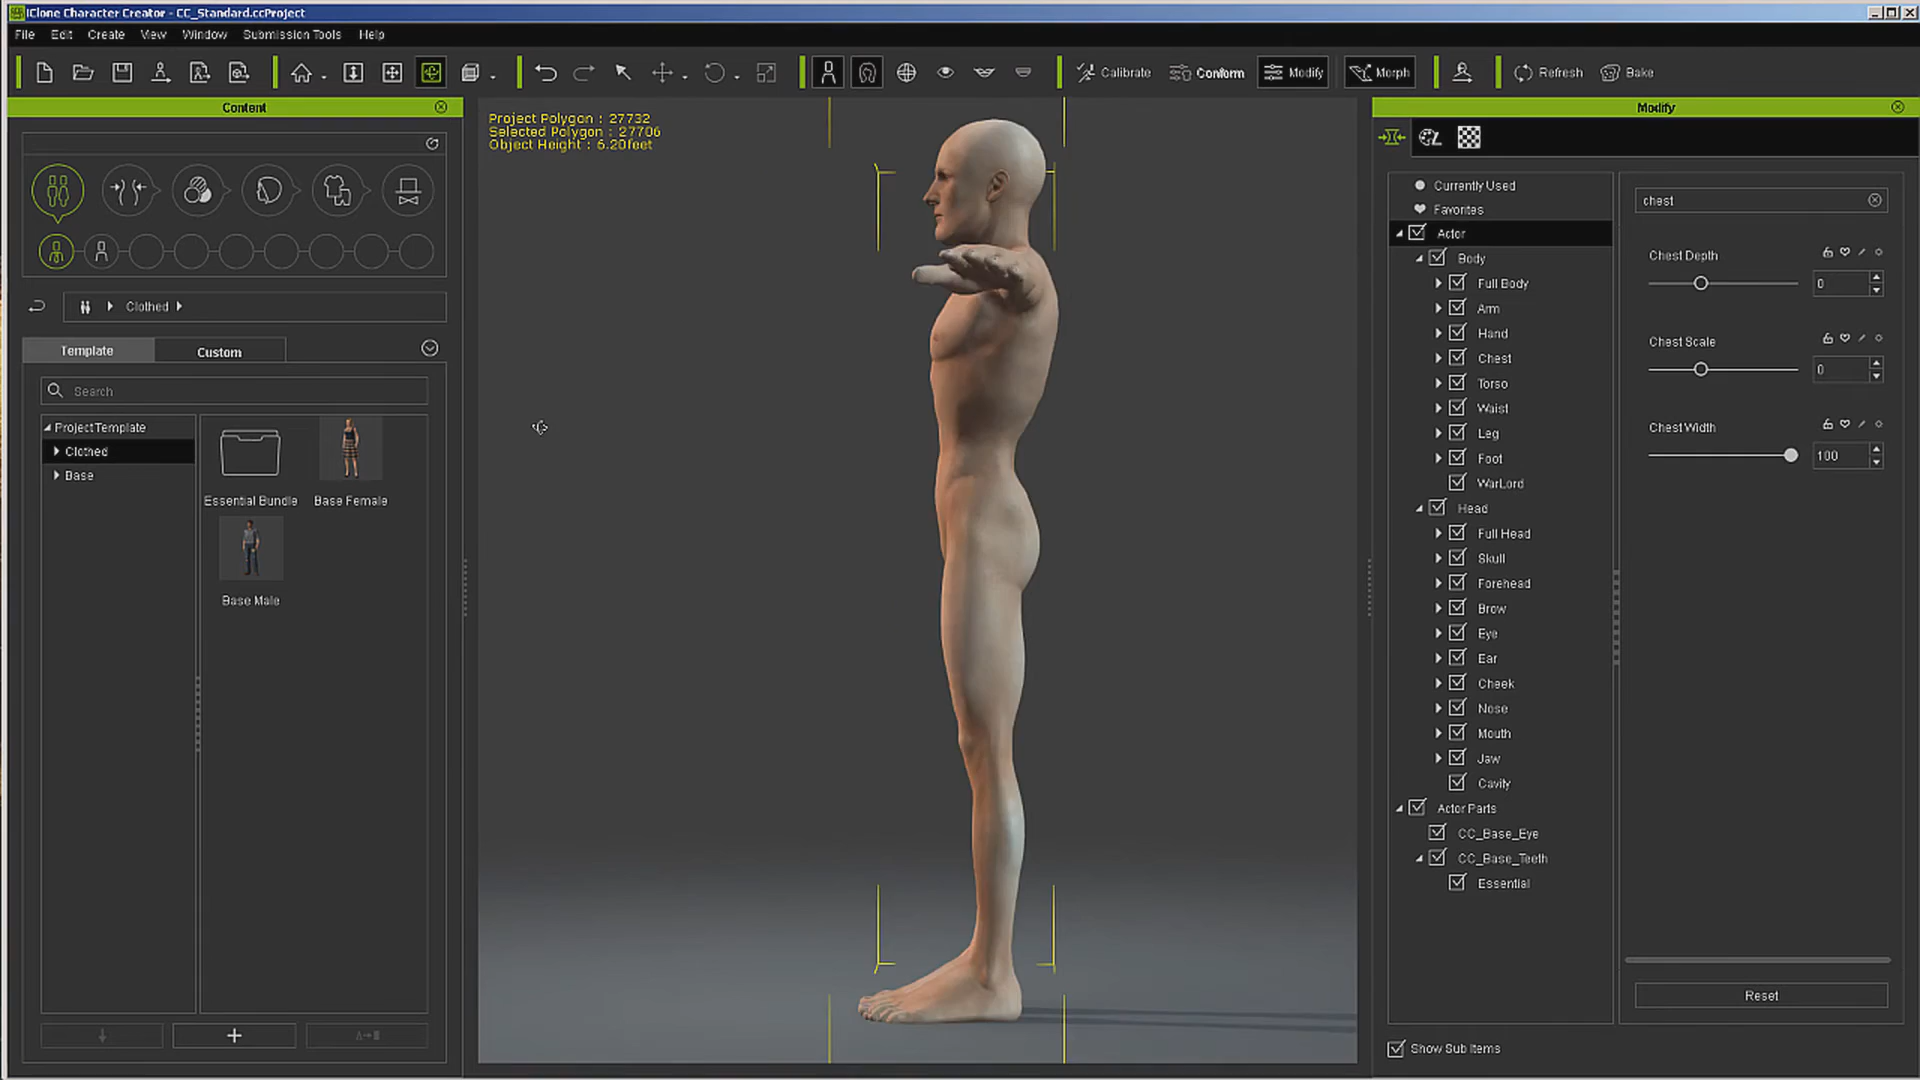 iClone Character Creator - CC_Standard.ccProject
File Edit Create View Window Submission Tools Help
Calibrate Conform Modify Morph Refresh Bake
Content
Clothed
Template Custom
Search
Project Template
Clothed
Base
Essential Bundle
Base Female
Base Male
Project Polygon : 27732
Selected Polygon : 27706
Object Height : 6.20feet
Modify
Currently Used
Favorites
Actor
Body
Full Body
Arm
Hand
Chest
Torso
Waist
Leg
Foot
WarLord
Head
Full Head
Skull
Forehead
Brow
Eye
Ear
Cheek
Nose
Mouth
Jaw
Cavity
Actor Parts
CC_Base_Eye
CC_Base_Teeth
Essential
Show Sub Items
chest
Chest Depth
0
Chest Scale
0
Chest Width
100
Reset